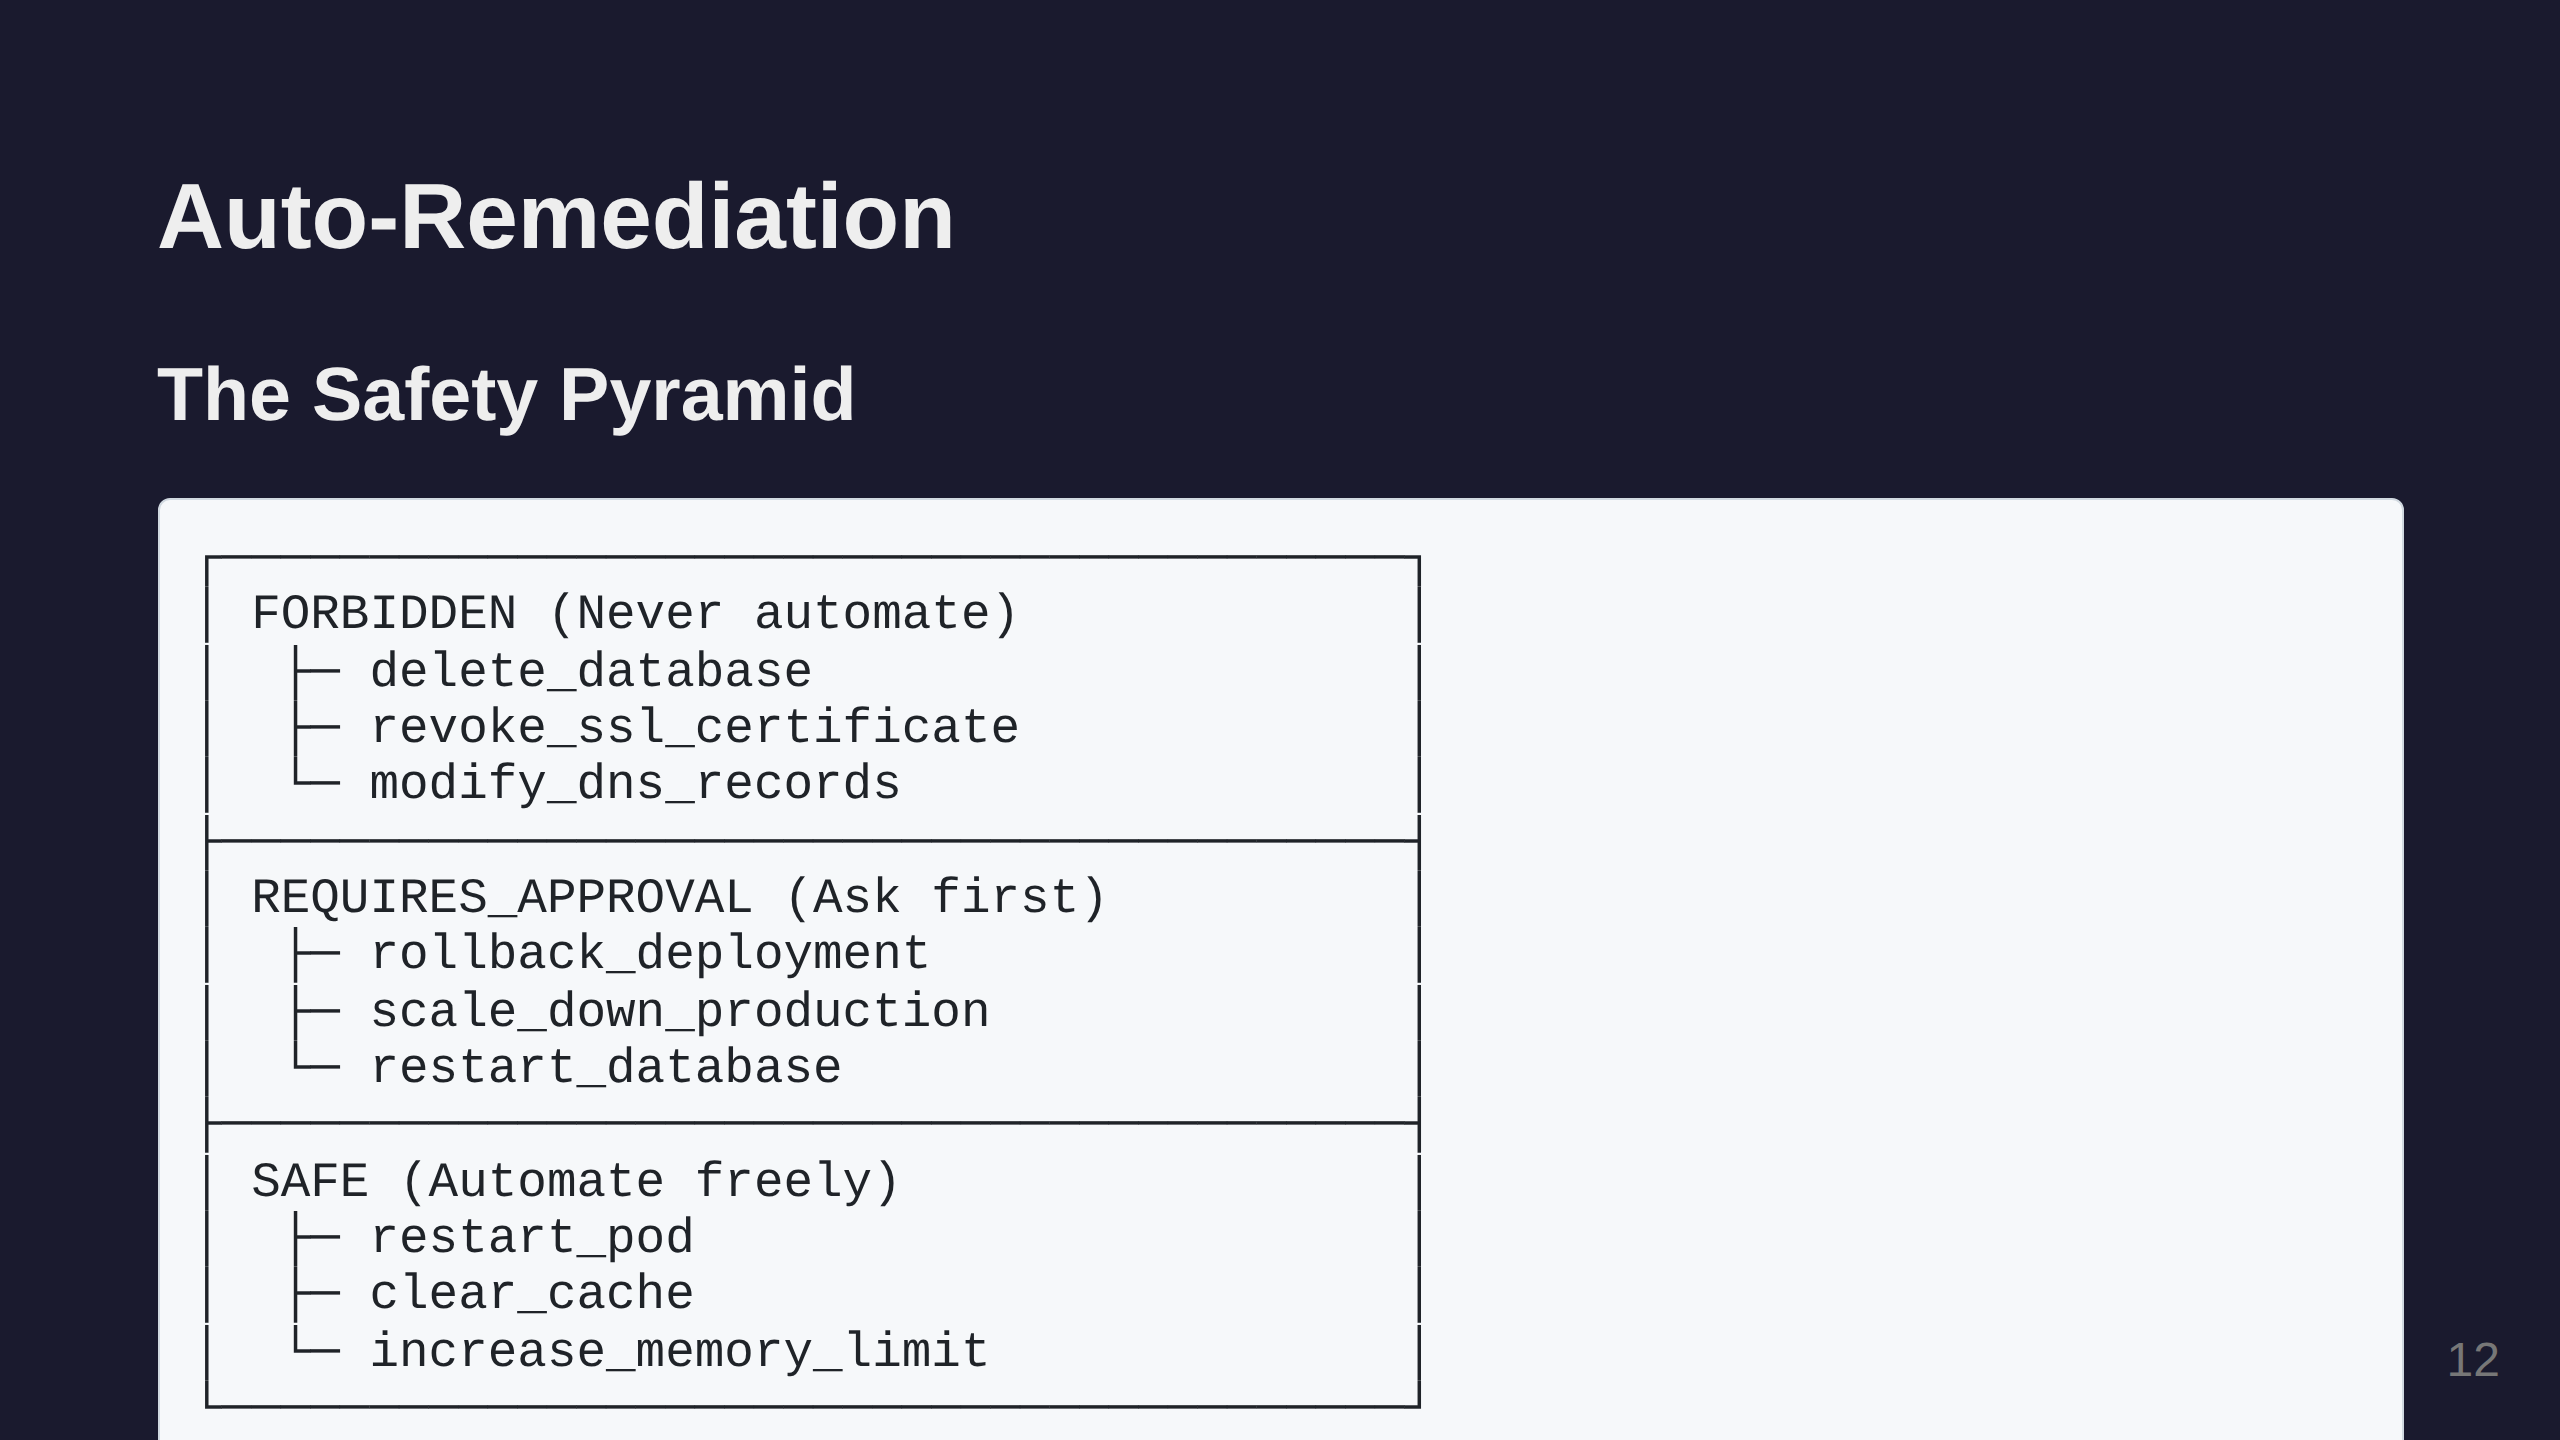 Auto-Remediation
The Safety Pyramid
FORBIDDEN (Never automate)
├─ delete_database
├─ revoke_ssl_certificate
└─ modify_dns_records
REQUIRES_APPROVAL (Ask first)
├─ rollback_deployment
├─ scale_down_production
└─ restart_database
SAFE (Automate freely)
├─ restart_pod
├─ clear_cache
└─ increase_memory_limit
12